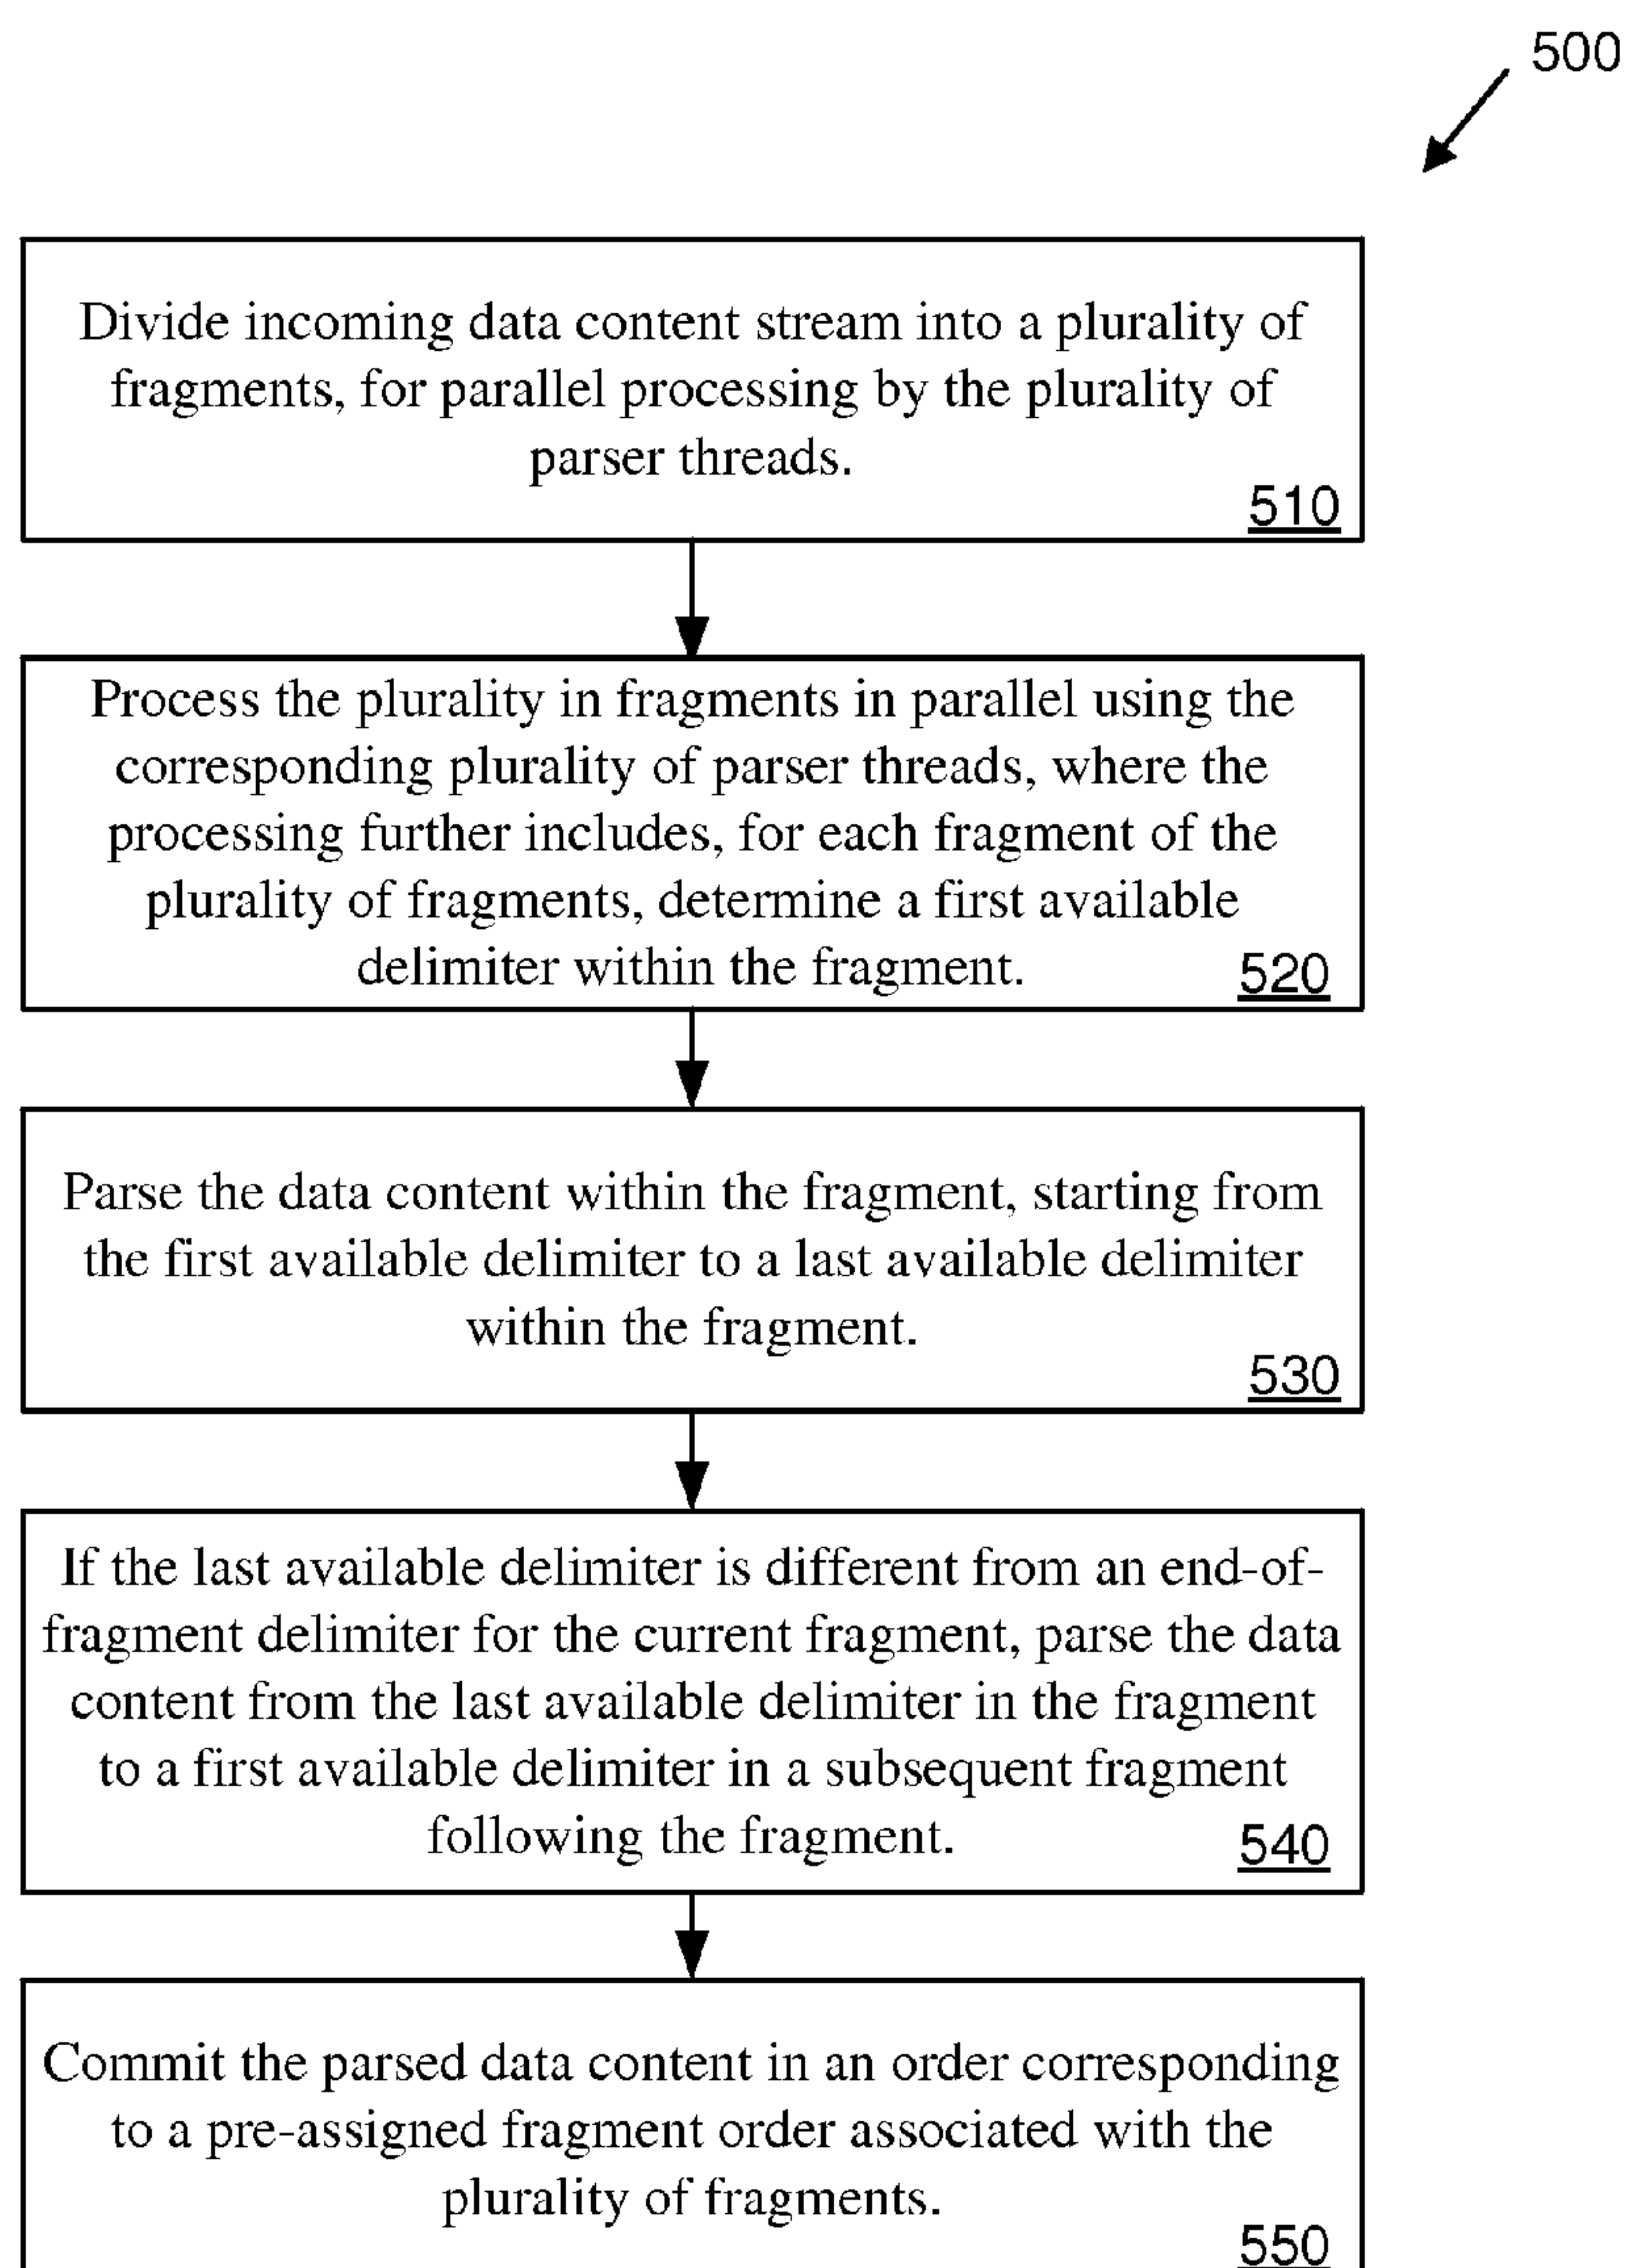 500
Divide incoming data content stream into a plurality of
fragments, for parallel processing by the plurality of
parser threads.
510
Process the plurality in fragments in parallel using the
corresponding plurality of parser threads, where the
processing further includes, for each fragment of the
plurality of fragments, determine a first available
delimiter within the fragment.
520
Parse the data content within the fragment, starting from
the first available delimiter to a last available delimiter
within the fragment.
530
If the last available delimiter is different from an end-of-
fragment delimiter for the current fragment, parse the data
content from the last available delimiter in the fragment
to a first available delimiter in a subsequent fragment
following the fragment.
540
Commit the parsed data content in an order corresponding
to a pre-assigned fragment order associated with the
plurality of fragments.
550